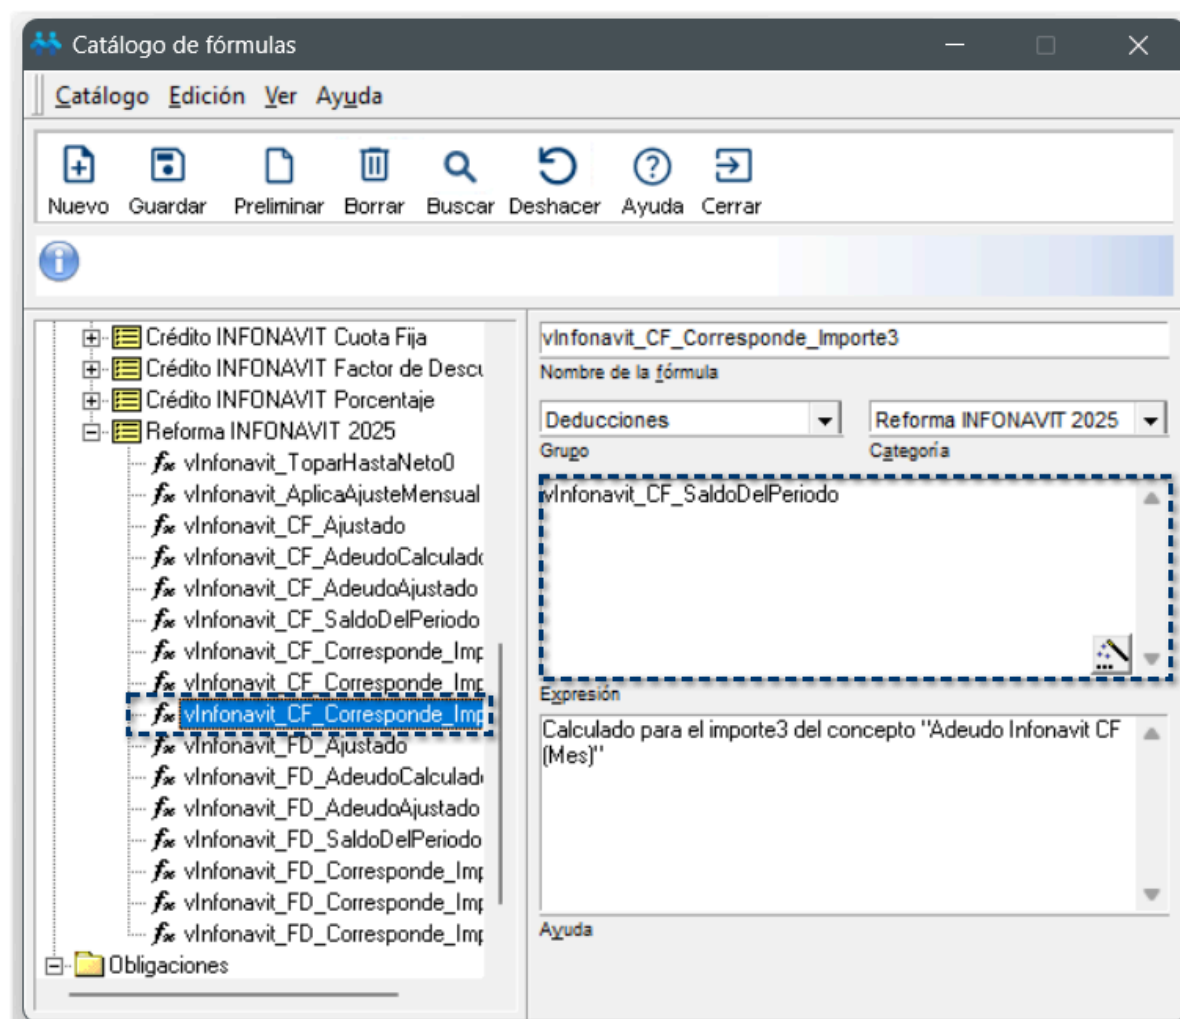 Catálogo de fórmulas
Catálogo Edición Ver Ayuda
Nuevo Guardar Preliminar Borrar Buscar Deshacer Ayuda Cerrar
Crédito INFONAVIT Cuota Fija
Crédito INFONAVIT Factor de Descu
Crédito INFONAVIT Porcentaje
Reforma INFONAVIT 2025
vInfonavit_ToparHastaNeto0
vInfonavit_AplicaAjusteMensual
vInfonavit_CF_Ajustado
vInfonavit_CF_AdeudoCalculado
vInfonavit_CF_AdeudoAjustado
vInfonavit_CF_SaldoDelPeriodo
vInfonavit_CF_Corresponde_Imp
vInfonavit_CF_Corresponde_Imp
vInfonavit_CF_Corresponde_Imp
vInfonavit_FD_Ajustado
vInfonavit_FD_AdeudoCalculad
vInfonavit_FD_AdeudoAjustado
vInfonavit_FD_SaldoDelPeriodo
vInfonavit_FD_Corresponde_Imp
vInfonavit_FD_Corresponde_Imp
vInfonavit_FD_Corresponde_Imp
Obligaciones
vInfonavit_CF_Corresponde_Importe3
Nombre de la fórmula
Deducciones
Grupo
Reforma INFONAVIT 2025
Categoría
vInfonavit_CF_SaldoDelPeriodo
Expresión
Calculado para el importe3 del concepto "Adeudo Infonavit CF
(Mes)"
Ayuda